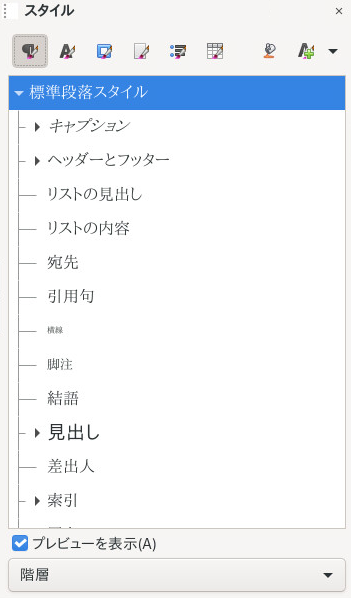 スタイル
標準段落スタイル
キャプション
ヘッダーとフッター
リストの見出し
リストの内容
宛先
引用句
横線
脚注
結語
見出し
差出人
索引
プレビューを表示(A)
階層